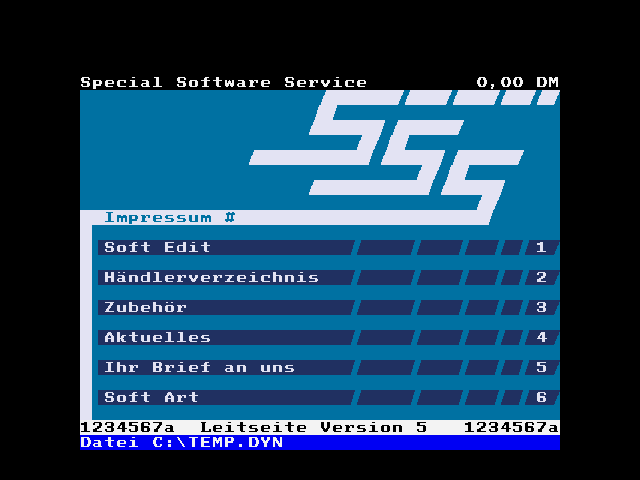 Special Software Service 0,00 DM
SSS
Impressum #
Soft Edit 1
Händlerverzeichnis 2
Zubehör 3
Aktuelles 4
Ihr Brief an uns 5
Soft Art 6
1234567a Leitseite Version 5 1234567a
Datei C:\TEMP.DYN